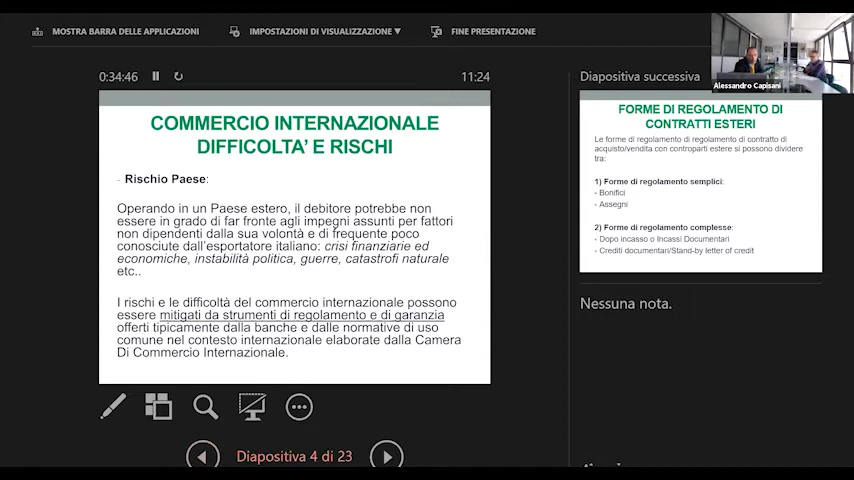 MOSTRA BARRA DELLE APPLICAZIONI
IMPOSTAZIONI DI VISUALIZZAZIONE ▼
FINE PRESENTAZIONE
Alessandro Capisani
0:34:46
11:24
COMMERCIO INTERNAZIONALE
DIFFICOLTA' E RISCHI
- Rischio Paese:
Operando in un Paese estero, il debitore potrebbe non
essere in grado di far fronte agli impegni assunti per fattori
non dipendenti dalla sua volontà e di frequente poco
conosciute dall'esportatore italiano: crisi finanziarie ed
economiche, instabilità politica, guerre, catastrofi naturale
etc..
I rischi e le difficoltà del commercio internazionale possono
essere mitigati da strumenti di regolamento e di garanzia
offerti tipicamente dalla banche e dalle normative di uso
comune nel contesto internazionale elaborate dalla Camera
Di Commercio Internazionale.
Diapositiva 4 di 23
Diapositiva successiva
FORME DI REGOLAMENTO DI
CONTRATTI ESTERI
Le forme di regolamento di regolamento di contratto di
acquisto/vendita con controparti estere si possono dividere
tra:
1) Forme di regolamento semplici:
- Bonifici
- Assegni
2) Forme di regolamento complesse:
- Dopo incasso o Incassi Documentari
- Crediti documentari/Stand-by letter of credit
Nessuna nota.